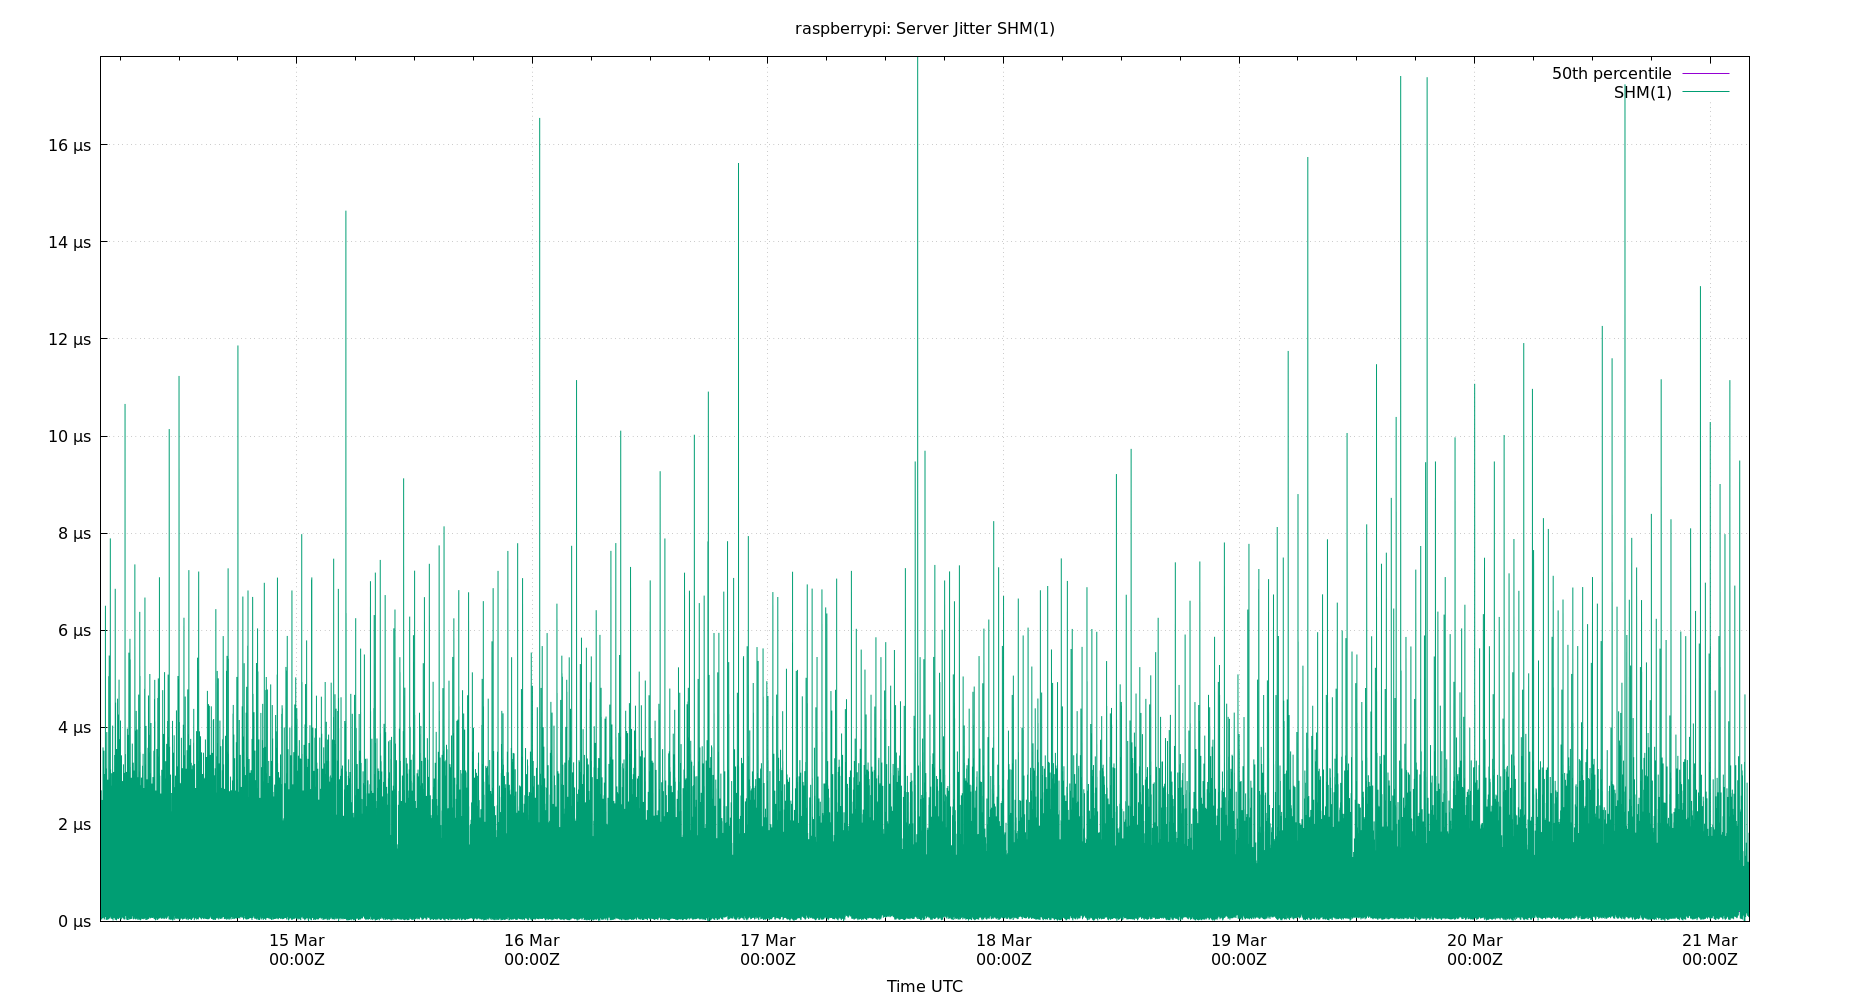 raspberrypi: Server Jitter SHM(1)
50th percentile
SHM(1)
16 µs
14 µs
12 µs
10 µs
8 µs
6 µs
4 µs
2 µs
0 µs
15 Mar 16 Mar 17 Mar 18 Mar 19 Mar 20 Mar 21 Mar
00:00Z 00:00Z 00:00Z 00:00Z 00:00Z 00:00Z 00:00Z
Time UTC